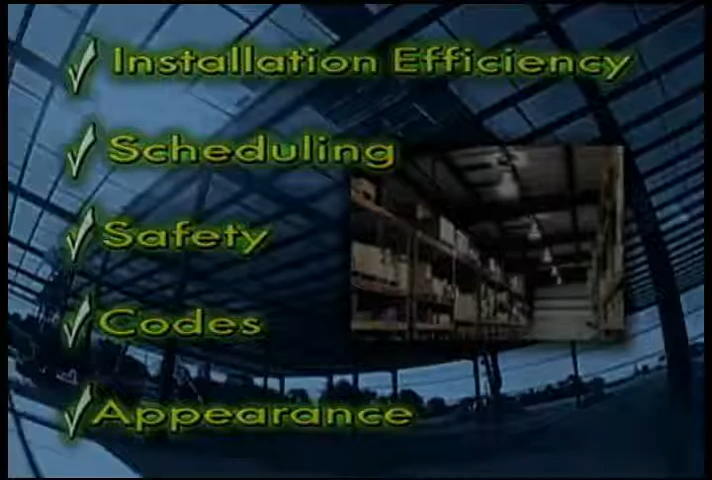 Installation Efficiency
Scheduling
Safety
Codes
Appearance